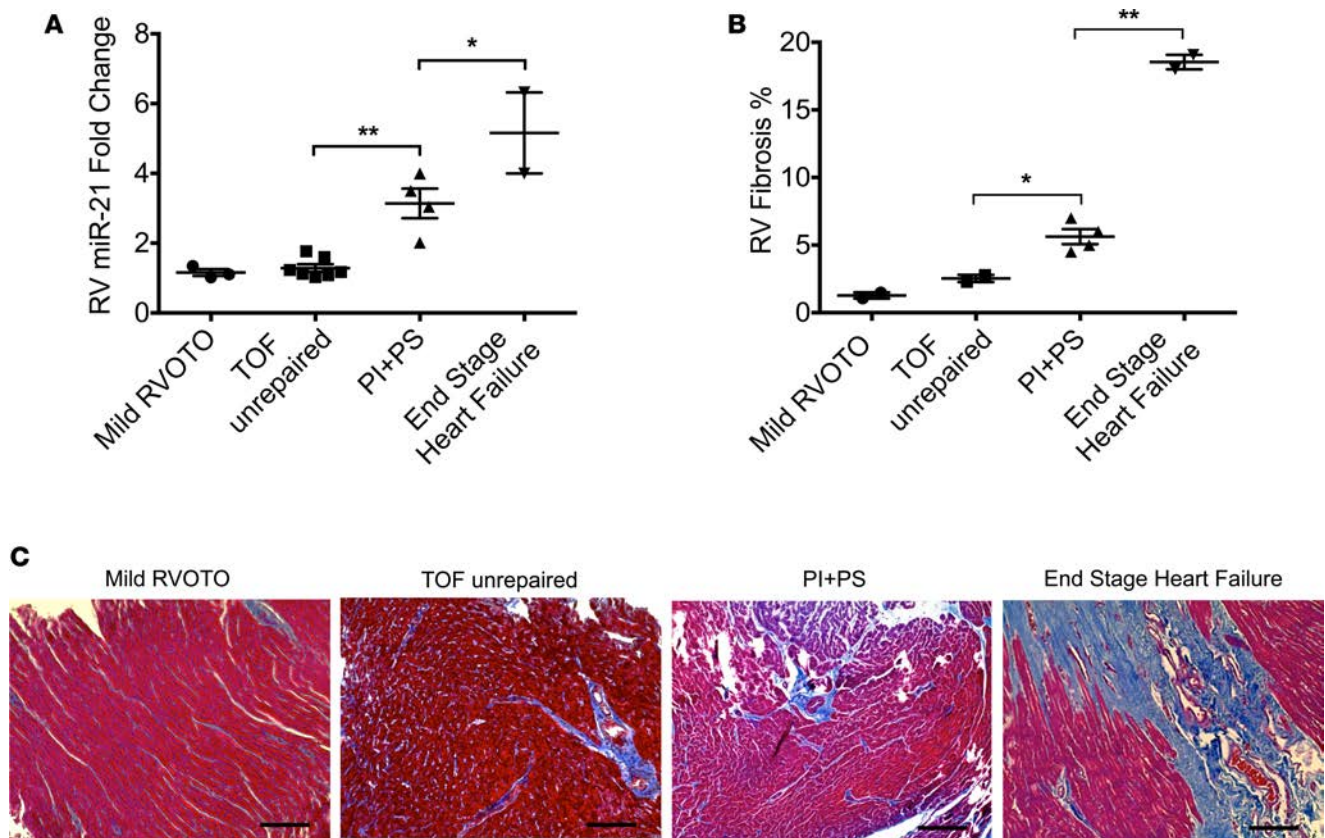 A
RV miR-21 Fold Change
8
6
4
2
0
*
**
Mild RVOTO
TOF
unrepaired
PI+PS
End Stage
Heart Failure
B
RV Fibrosis %
20
15
10
5
0
**
*
Mild RVOTO
TOF
unrepaired
PI+PS
End Stage
Heart Failure
C
Mild RVOTO
TOF unrepaired
PI+PS
End Stage Heart Failure